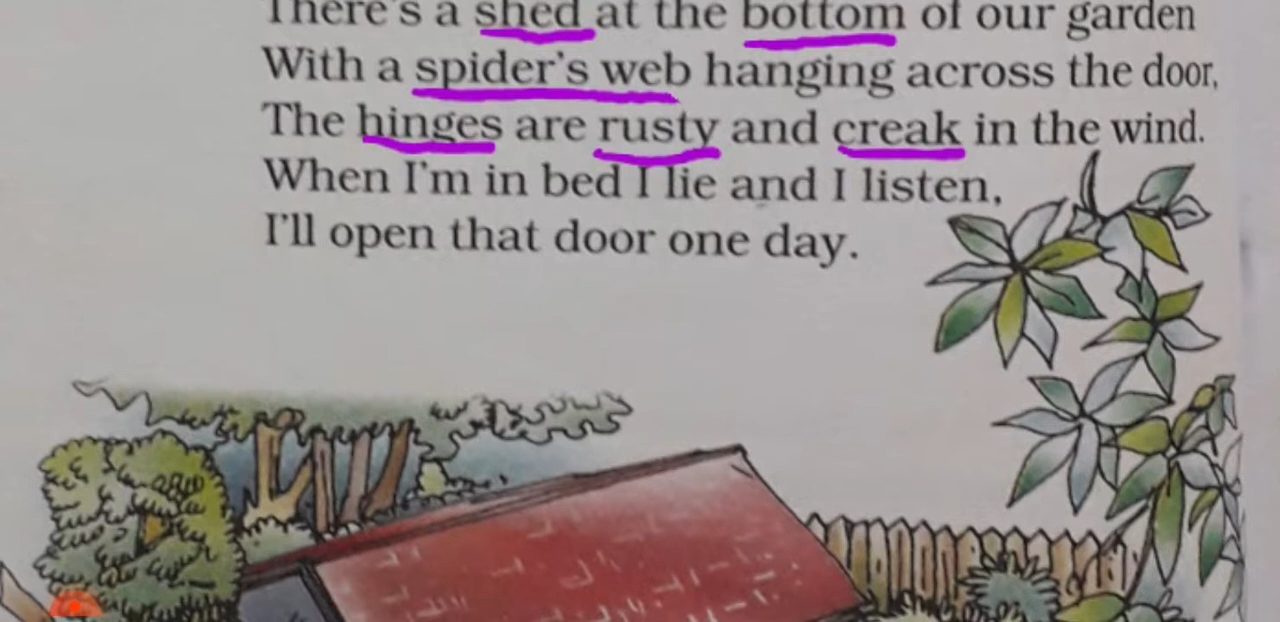 There's a shed at the bottom of our garden
With a spider's web hanging across the door,
The hinges are rusty and creak in the wind.
When I'm in bed I lie and I listen,
I'll open that door one day.